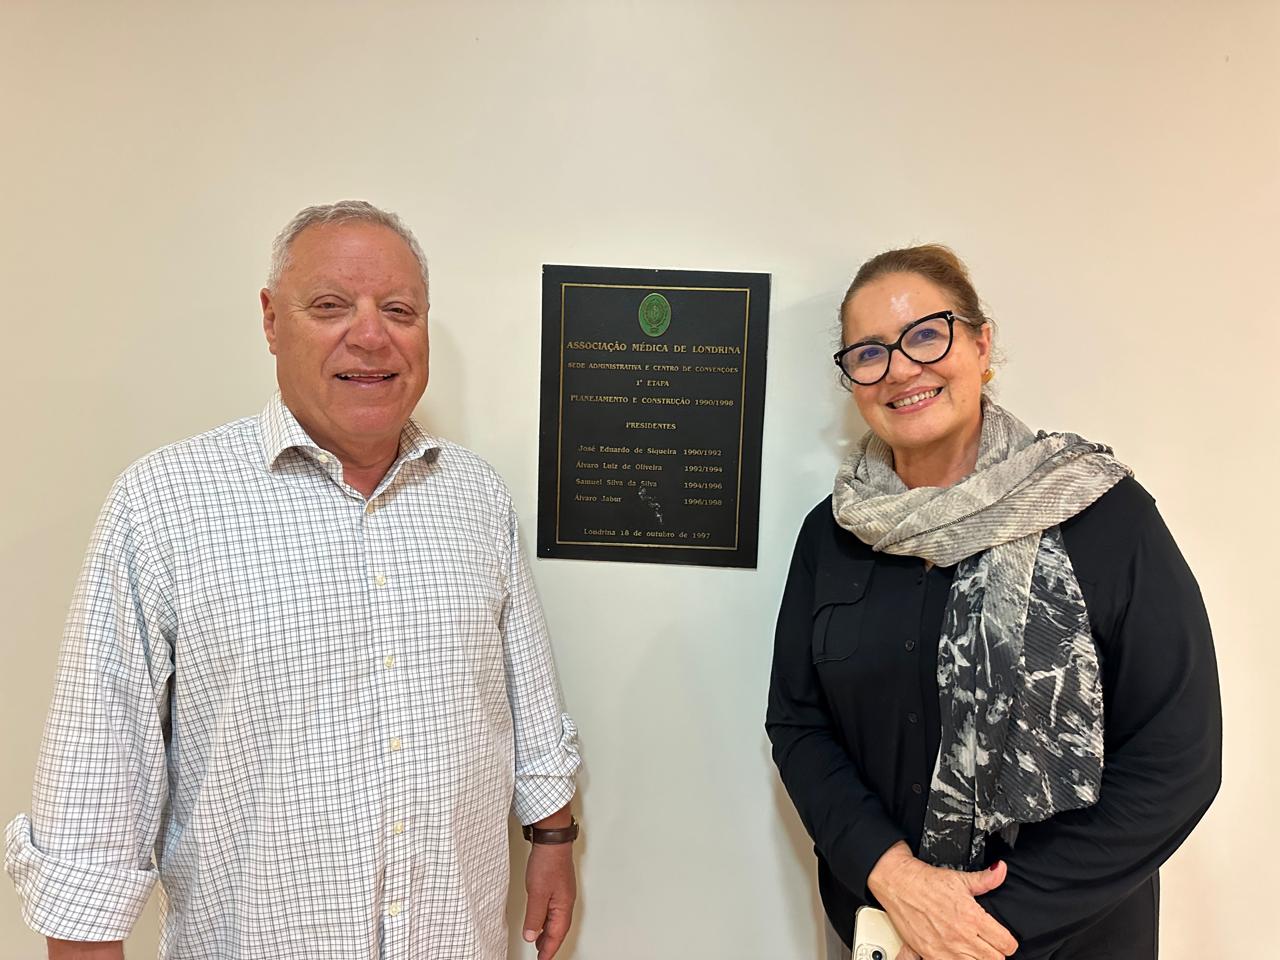 ASSOCIAÇÃO MÉDICA DE LONDRINA
SEDE ADMINISTRATIVA E CENTRO DE CONVENÇÕES
1ª ETAPA
PLANEJAMENTO E CONSTRUÇÃO 1990/1998
PRESIDENTES
José Eduardo de Siqueira 1990/1992
Álvaro Luiz de Oliveira 1992/1994
Samuel Silva da Silva 1994/1996
Álvaro Jabur 1996/1998
Londrina 18 de outubro de 1997